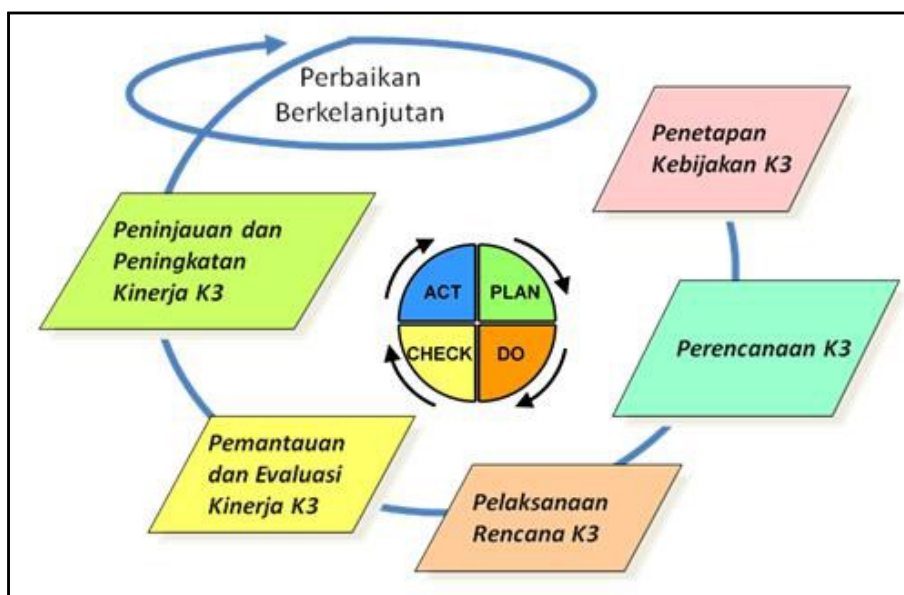 Perbaikan
Berkelanjutan
Penetapan
Kebijakan K3
Peninjauan dan
Peningkatan
Kinerja K3
ACT
PLAN
CHECK
DO
Perencanaan K3
Pemantauan
dan Evaluasi
Kinerja K3
Pelaksanaan
Rencana K3